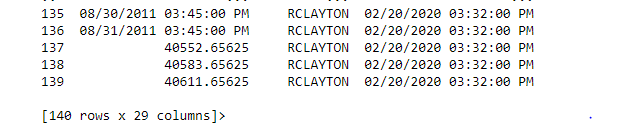 135 08/30/2011 03:45:00 PM RCLAYTON 02/20/2020 03:32:00 PM
136 08/31/2011 03:45:00 PM RCLAYTON 02/20/2020 03:32:00 PM
137 40552.65625 RCLAYTON 02/20/2020 03:32:00 PM
138 40583.65625 RCLAYTON 02/20/2020 03:32:00 PM
139 40611.65625 RCLAYTON 02/20/2020 03:32:00 PM
[140 rows x 29 columns]>